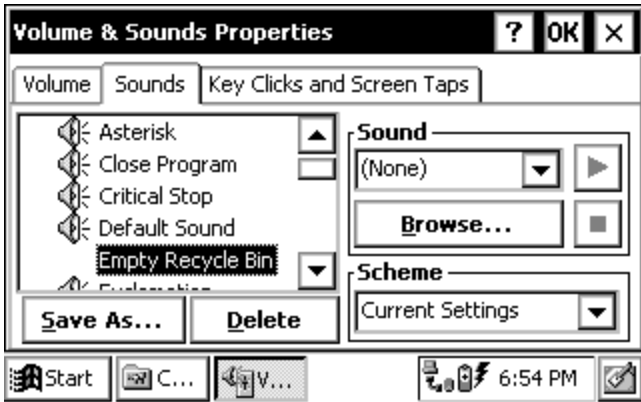 Volume & Sounds Properties ? OK ×
Volume Sounds Key Clicks and Screen Taps
Asterisk
Close Program
Critical Stop
Default Sound
Empty Recycle Bin
Sound
(None)
Browse...
Scheme
Current Settings
Save As... Delete
Start C... V... 6:54 PM